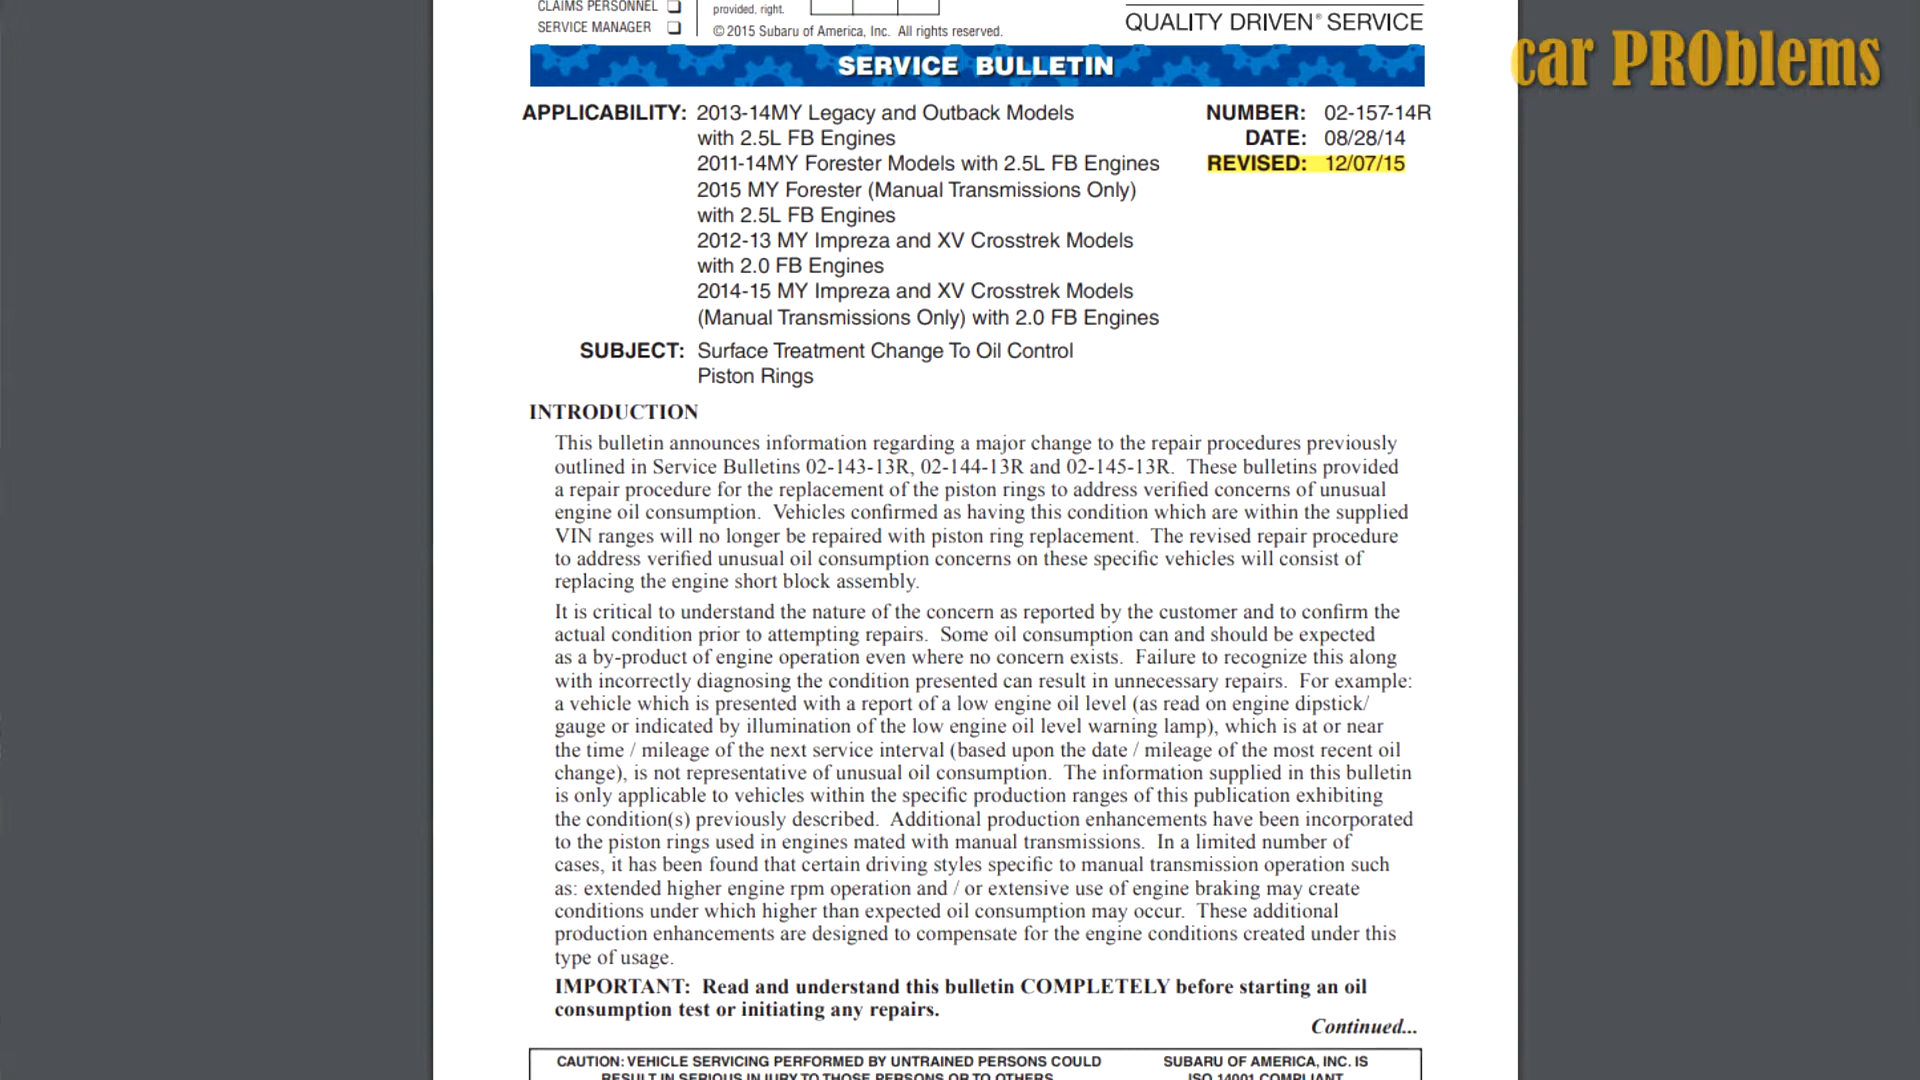 CLAIMS PERSONNEL
SERVICE MANAGER
provided, right.
©2015 Subaru of America, Inc. All rights reserved.
QUALITY DRIVEN® SERVICE
SERVICE BULLETIN
car PROblems
APPLICABILITY: 2013-14MY Legacy and Outback Models
with 2.5L FB Engines
2011-14MY Forester Models with 2.5L FB Engines
2015 MY Forester (Manual Transmissions Only)
with 2.5L FB Engines
2012-13 MY Impreza and XV Crosstrek Models
with 2.0 FB Engines
2014-15 MY Impreza and XV Crosstrek Models
(Manual Transmissions Only) with 2.0 FB Engines
NUMBER: 02-157-14R
DATE: 08/28/14
REVISED: 12/07/15
SUBJECT: Surface Treatment Change To Oil Control
Piston Rings
INTRODUCTION
This bulletin announces information regarding a major change to the repair procedures previously
outlined in Service Bulletins 02-143-13R, 02-144-13R and 02-145-13R. These bulletins provided
a repair procedure for the replacement of the piston rings to address verified concerns of unusual
engine oil consumption. Vehicles confirmed as having this condition which are within the supplied
VIN ranges will no longer be repaired with piston ring replacement. The revised repair procedure
to address verified unusual oil consumption concerns on these specific vehicles will consist of
replacing the engine short block assembly.
It is critical to understand the nature of the concern as reported by the customer and to confirm the
actual condition prior to attempting repairs. Some oil consumption can and should be expected
as a by-product of engine operation even where no concern exists. Failure to recognize this along
with incorrectly diagnosing the condition presented can result in unnecessary repairs. For example:
a vehicle which is presented with a report of a low engine oil level (as read on engine dipstick/
gauge or indicated by illumination of the low engine oil level warning lamp), which is at or near
the time / mileage of the next service interval (based upon the date / mileage of the most recent oil
change), is not representative of unusual oil consumption. The information supplied in this bulletin
is only applicable to vehicles within the specific production ranges of this publication exhibiting
the condition(s) previously described. Additional production enhancements have been incorporated
to the piston rings used in engines mated with manual transmissions. In a limited number of
cases, it has been found that certain driving styles specific to manual transmission operation such
as: extended higher engine rpm operation and / or extensive use of engine braking may create
conditions under which higher than expected oil consumption may occur. These additional
production enhancements are designed to compensate for the engine conditions created under this
type of usage.
IMPORTANT: Read and understand this bulletin COMPLETELY before starting an oil
consumption test or initiating any repairs.
Continued...
CAUTION: VEHICLE SERVICING PERFORMED BY UNTRAINED PERSONS COULD
RESULT IN SERIOUS INJURY TO THOSE PERSONS OR TO OTHERS.
SUBARU OF AMERICA, INC. IS
ISO 14001 COMPLIANT